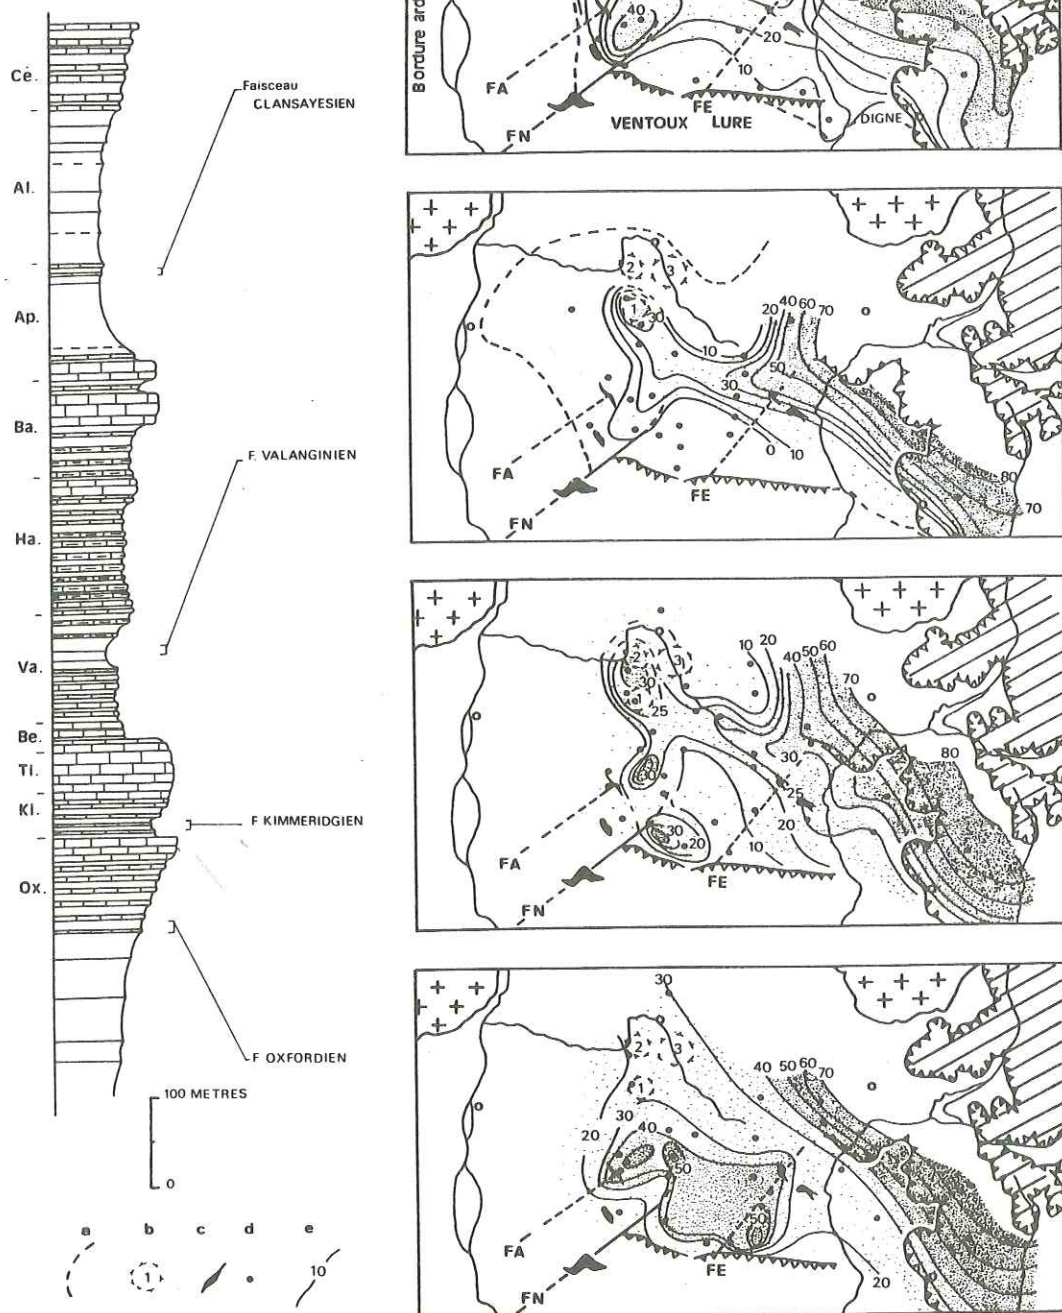 Cé.
Al.
Ap.
Ba.
Ha.
Va.
Be.
Ti.
Ki.
Ox.
Faisceau
CLANSAYESIEN
F. VALANGINIEN
F KIMMERIDGIEN
F OXFORDIEN
100 METRES
0
a b c d e
1 10
Bordure ard
40
20
10
FA
FE
FN
VENTOUX LURE
DIGNE
2 3
1 30
20 40 60 70
10
50
30
0 10
80
70
FA
FE
FN
2 3
10 20
40 50 60
70
30
1
25
30
30
25
80
30
20
20
10
FA
FE
FN
30
2 3
1
40 50 60
70
30
40
20
50
50
20
FA
FE
FN